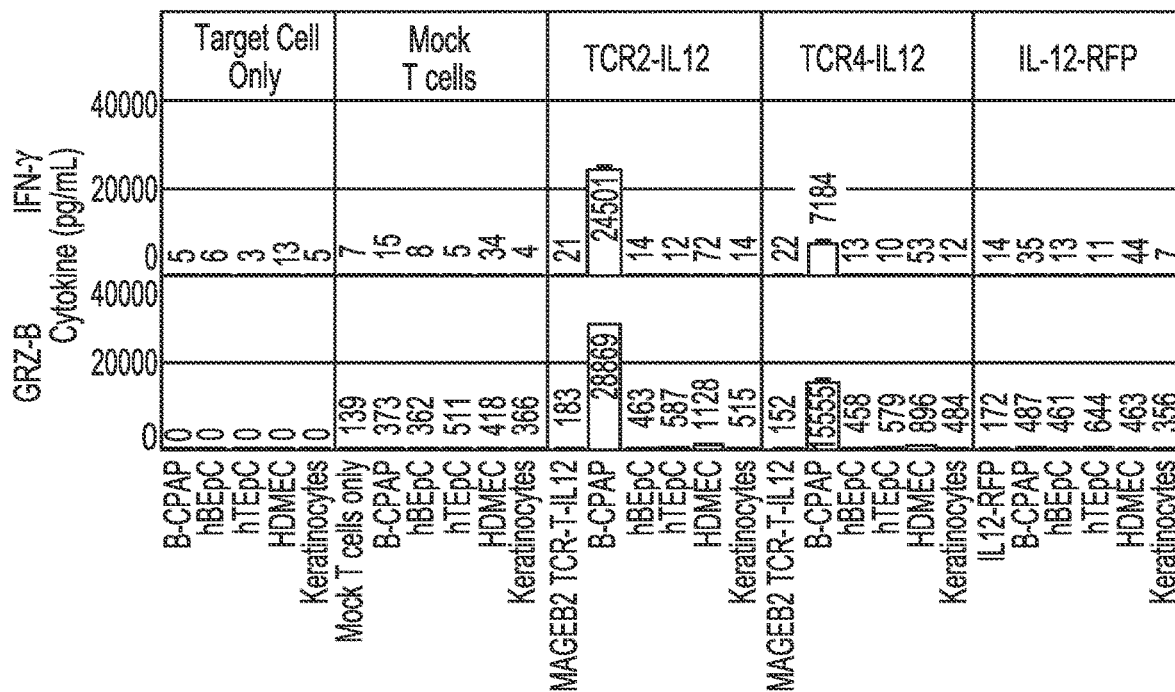 Target Cell
Only
Mock
T cells
TCR2-IL12
TCR4-IL12
IL-12-RFP
IFN-γ
GRZ-B
Cytokine (pg/mL)
40000
20000
0
5 6 3 13 5 7 15 8 5 34 4 21 24501 14 12 72 14 22 7184 13 10 53 12 14 35 13 11 44 7
40000
20000
0
0 0 0 0 0 139 373 362 511 418 366 183 28869 463 587 1128 515 152 15555 458 579 896 484 172 487 461 644 463 356
B-CPAP
hBEpC
hTEpC
HDMEC
Keratinocytes
Mock T cells only
B-CPAP
hBEpC
hTEpC
HDMEC
Keratinocytes
MAGEB2 TCR-T-IL12
B-CPAP
hBEpC
hTEpC
HDMEC
Keratinocytes
MAGEB2 TCR-T-IL12
B-CPAP
hBEpC
hTEpC
HDMEC
Keratinocytes
IL12-RFP
B-CPAP
hBEpC
hTEpC
HDMEC
Keratinocytes